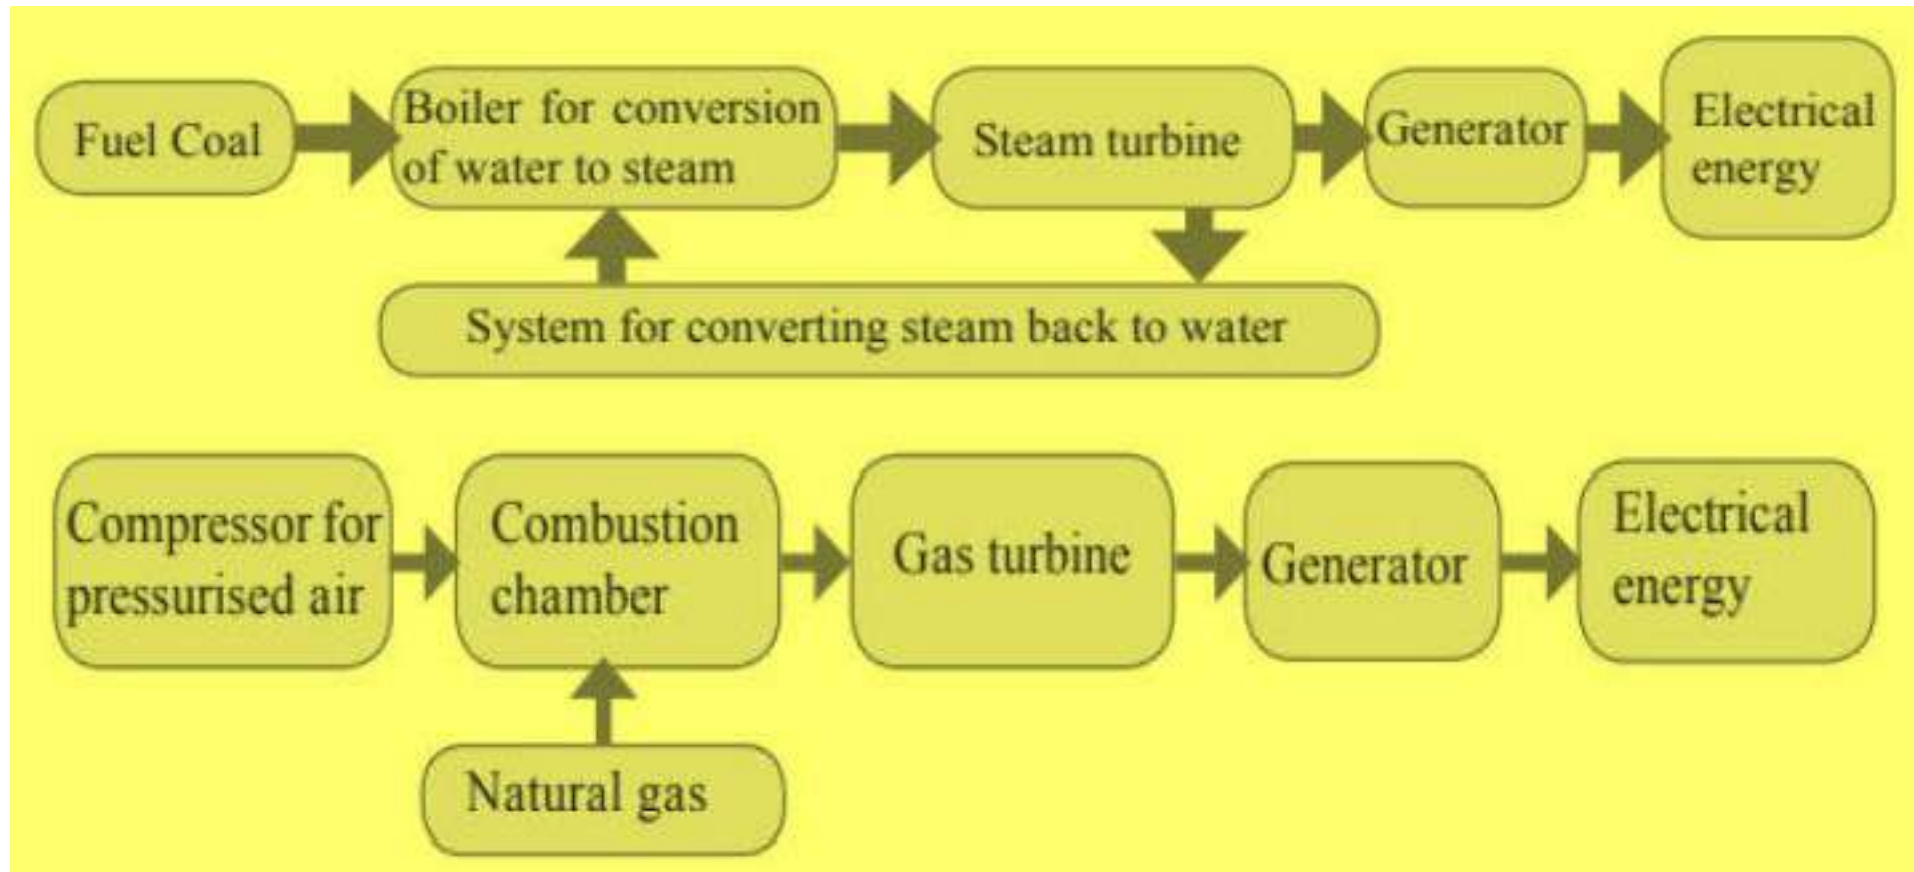 Fuel Coal
Boiler for conversion
of water to steam
Steam turbine
Generator
Electrical
energy
System for converting steam back to water
Compressor for
pressurised air
Combustion
chamber
Gas turbine
Generator
Electrical
energy
Natural gas